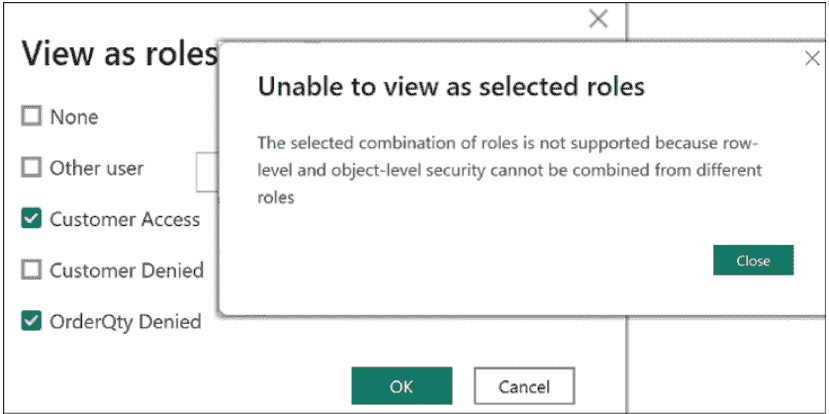 View as roles
None
Other user
Customer Access
Customer Denied
OrderQty Denied
OK
Cancel
Unable to view as selected roles
The selected combination of roles is not supported because row-
level and object-level security cannot be combined from different
roles
Close